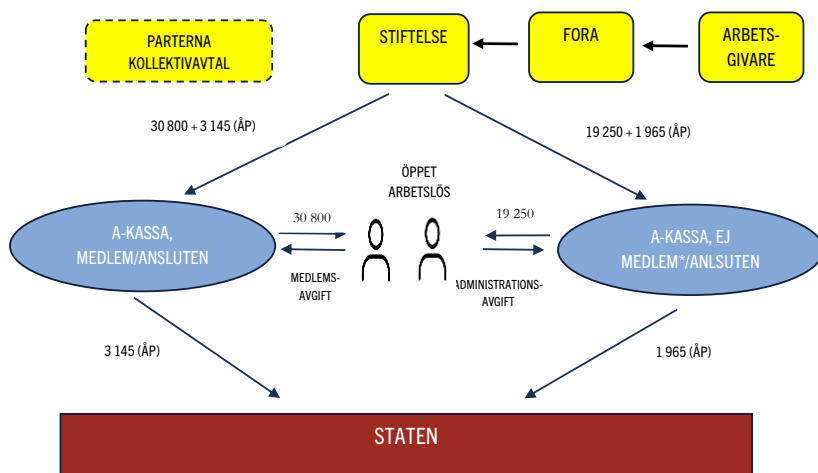 PARTERNA
KOLLEKTIVAVTAL
STIFTELSE
FORA
ARBETS-
GIVARE
30 800 + 3 145 (ÅP)
19 250 + 1 965 (ÅP)
ÖPPET
ARBETSLÖS
A-KASSA,
MEDLEM/ANSLUTEN
30 800
19 250
A-KASSA, EJ
MEDLEM*/ANLSUTEN
MEDLEMS-
AVGIFT
ADMINISTRATIONS-
AVGIFT
3 145 (ÅP)
1 965 (ÅP)
STATEN